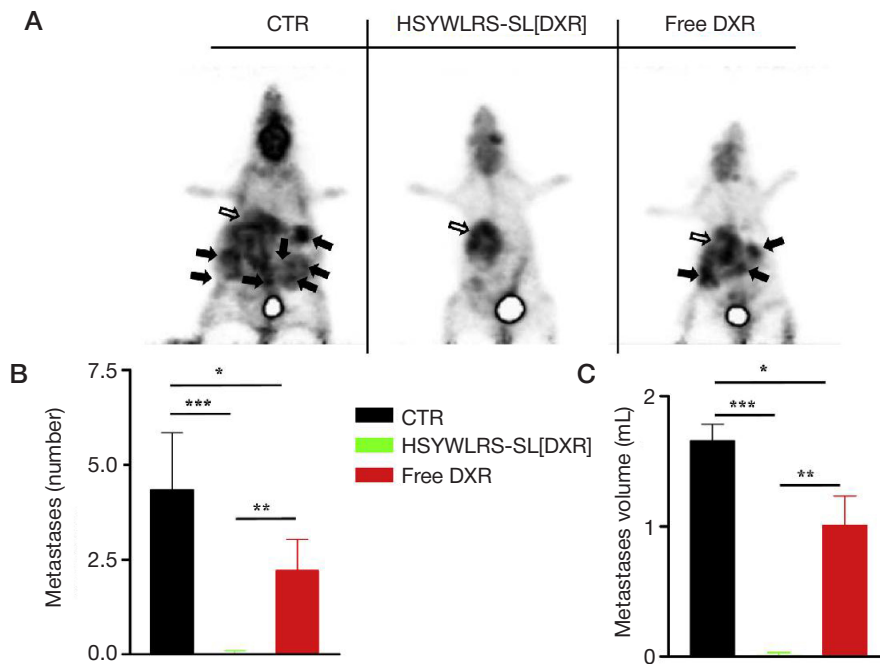 A
CTR HSYWLRS-SL[DXR] Free DXR
B
Metastases (number)
7.5
5.0
2.5
0.0
*
***
**
CTR
HSYWLRS-SL[DXR]
Free DXR
C
Metastases volume (mL)
2
1
0
*
***
**